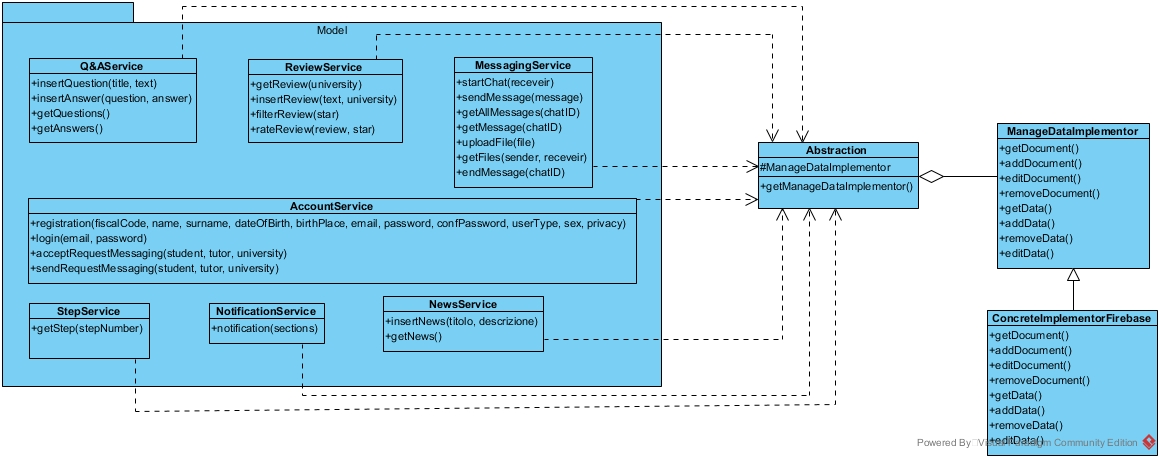 Model
Q&AService
+insertQuestion(title, text)
+insertAnswer(question, answer)
+getQuestions()
+getAnswers()
ReviewService
+getReview(university)
+insertReview(text, university)
+filterReview(star)
+rateReview(review, star)
MessagingService
+startChat(receveir)
+sendMessage(message)
+getAllMessages(chatID)
+getMessage(chatID)
+uploadFile(file)
+getFiles(sender, receveir)
+endMessage(chatID)
AccountService
+registration(fiscalCode, name, surname, dateOfBirth, birthPlace, email, password, confPassword, userType, sex, privacy)
+login(email, password)
+acceptRequestMessaging(student, tutor, university)
+sendRequestMessaging(student, tutor, university)
StepService
+getStep(stepNumber)
NotificationService
+notification(sections)
NewsService
+insertNews(titolo, descrizione)
+getNews()
Abstraction
#ManageDataImplementor
+getManageDataImplementor()
ManageDataImplementor
+getDocument()
+addDocument()
+editDocument()
+removeDocument()
+getData()
+addData()
+removeData()
+editData()
ConcreteImplementorFirebase
+getDocument()
+addDocument()
+editDocument()
+removeDocument()
+getData()
+addData()
+removeData()
+editData()
Powered By Visual Paradigm Community Edition